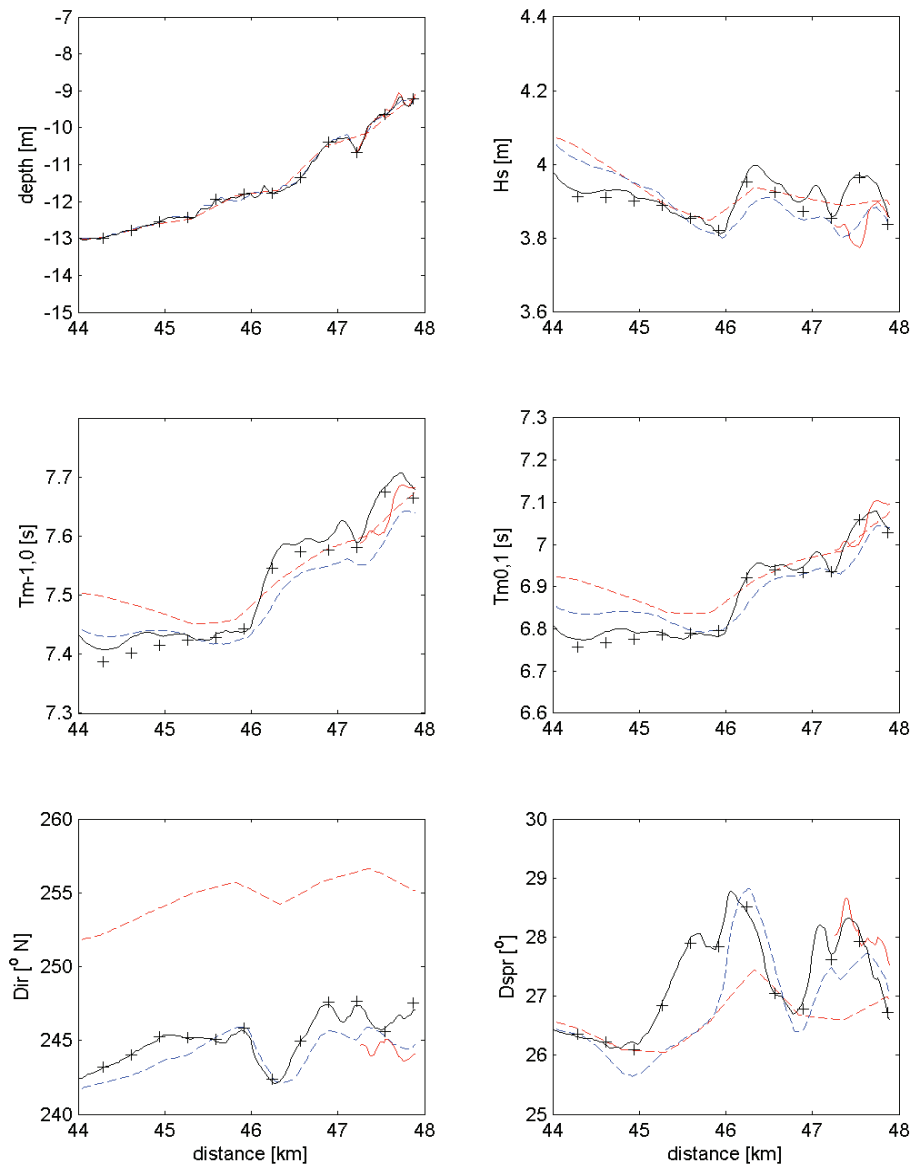 -7
-8
-9
-10
-11
-12
-13
-14
-15
depth [m]
44 45 46 47 48
4.4
4.2
4
3.8
3.6
Hs [m]
44 45 46 47 48
7.7
7.6
7.5
7.4
7.3
Tm-1,0 [s]
44 45 46 47 48
7.3
7.2
7.1
7
6.9
6.8
6.7
6.6
Tm0,1 [s]
44 45 46 47 48
260
255
250
245
240
Dir [° N]
44 45 46 47 48
distance [km]
30
29
28
27
26
25
Dspr [°]
44 45 46 47 48
distance [km]